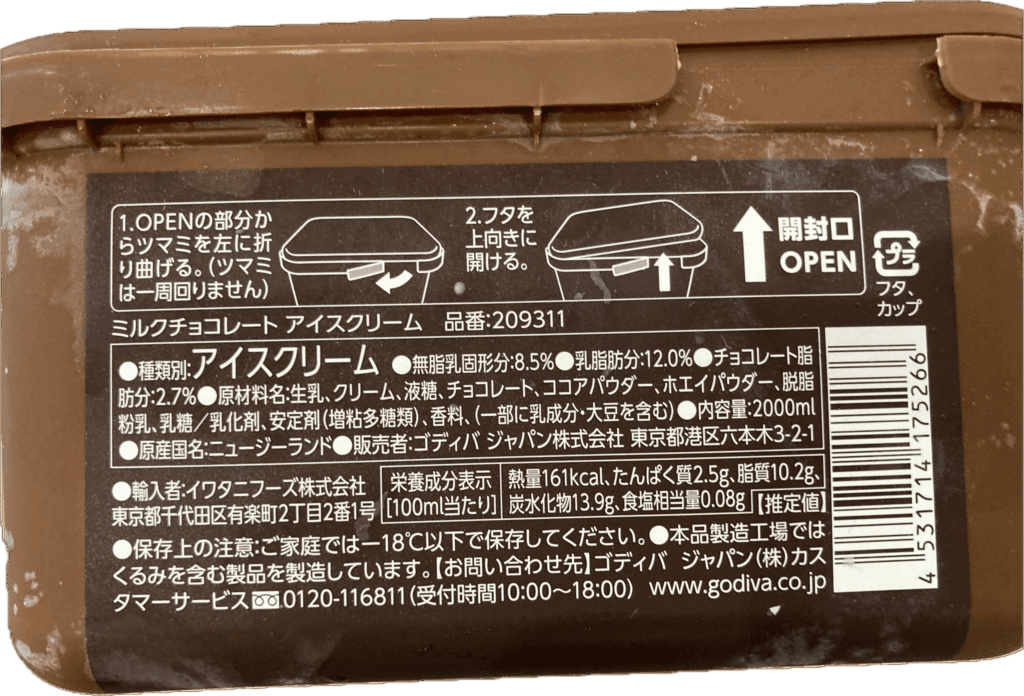 1.OPENの部分か
らツマミを左に折
り曲げる。(ツマミ
は一周回りません)
2.フタを
上向きに
開ける。
開封口
OPEN
プラ
フタ、
カップ
ミルクチョコレート アイスクリーム 品番:209311
●種類別:アイスクリーム ●無脂乳固形分:8.5%●乳脂肪分:12.0%●チョコレート脂
肪分:2.7%●原材料名:生乳、クリーム、液糖、チョコレート、ココアパウダー、ホエイパウダー、脱脂
粉乳、乳糖/乳化剤、安定剤(増粘多糖類)、香料、(一部に乳成分・大豆を含む)●内容量:2000ml
●原産国名:ニュージーランド●販売者:ゴディバ ジャパン株式会社 東京都港区六本木3-2-1
●輸入者:イワタニフーズ株式会社
東京都千代田区有楽町2丁目2番1号
栄養成分表示
[100ml当たり]
熱量161kcal、たんぱく質2.5g、脂質10.2g、
炭水化物13.9g、食塩相当量0.08g【推定値】
●保存上の注意:ご家庭では−18℃以下で保存してください。●本品製造工場では
くるみを含む製品を製造しています。【お問い合わせ先】ゴディバ ジャパン(株)カス
タマーサービス 0120-116811(受付時間10:00〜18:00) www.godiva.co.jp
4 531714 175266